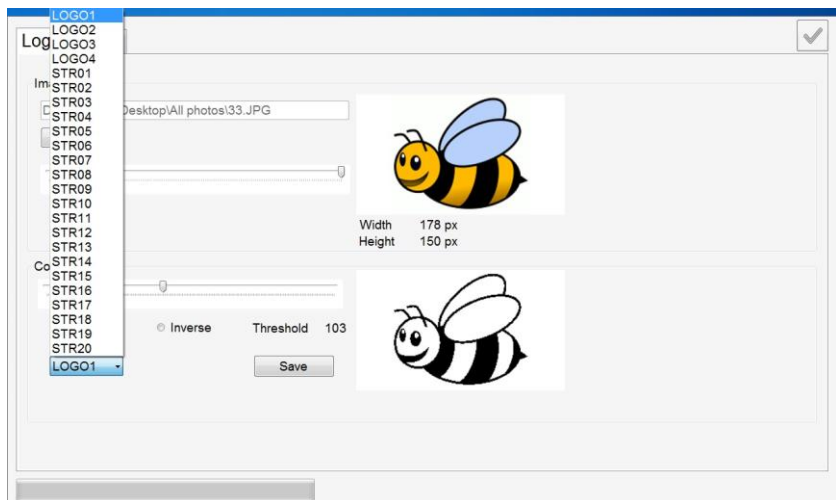 LOGO1
LOGO2
Log
LOGO3
LOGO4
STR01
STR02
STR03
Desktop\All photos\33.JPG
STR04
STR05
STR06
STR07
STR08
STR09
STR10
STR11
Width 178 px
STR12
Height 150 px
STR13
STR14
STR15
STR16
STR17
STR18
Inverse Threshold 103
STR19
STR20
LOGO1 Save